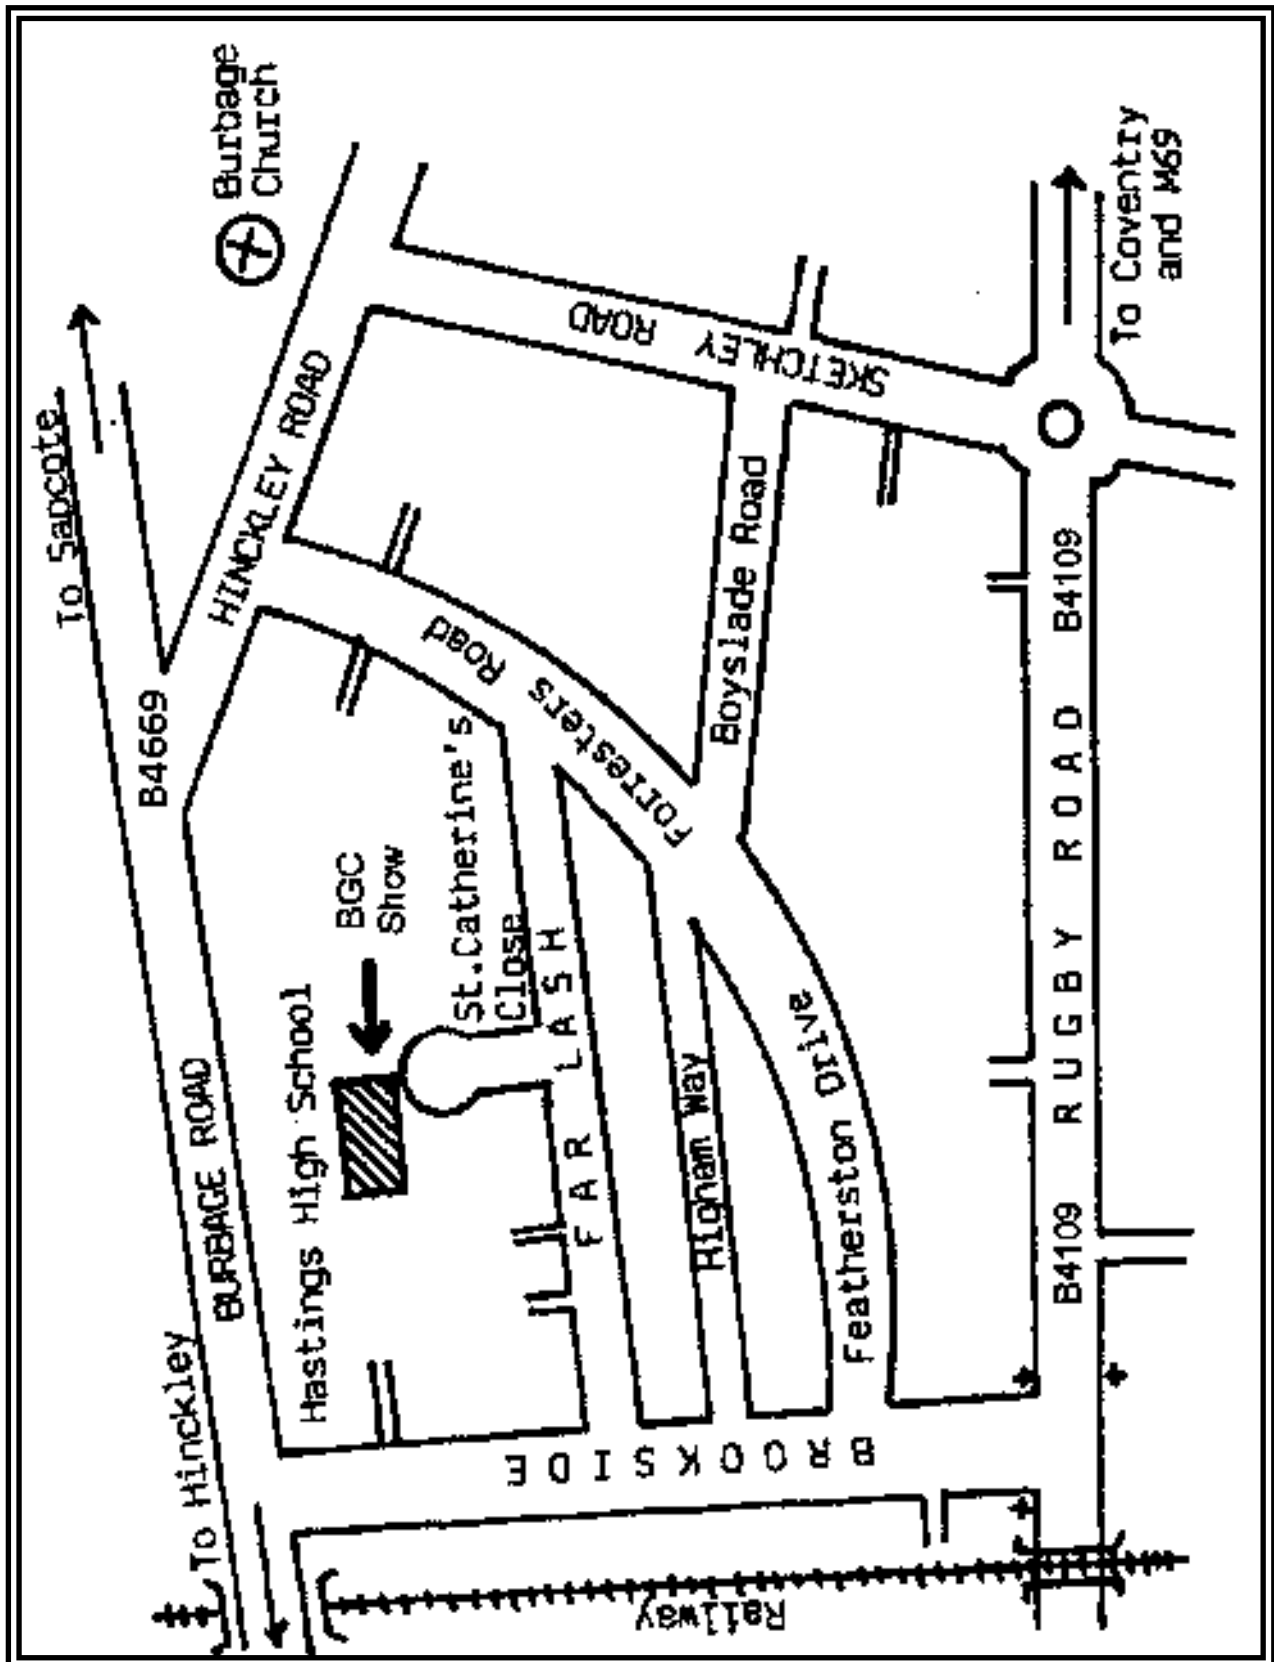 To Sapcote
Burbage
Church
To Hinckley
BURBAGE ROAD
B4669
HINCKLEY ROAD
Hastings High School
BGC
Show
St.Catherine's
Close
Forresters Road
SKETCHLEY ROAD
FAR LASH
Boyslade Road
Higham Way
Featherston Drive
BROOKSIDE
Railway
B4109 RUGBY ROAD B4109
To Coventry
and M69